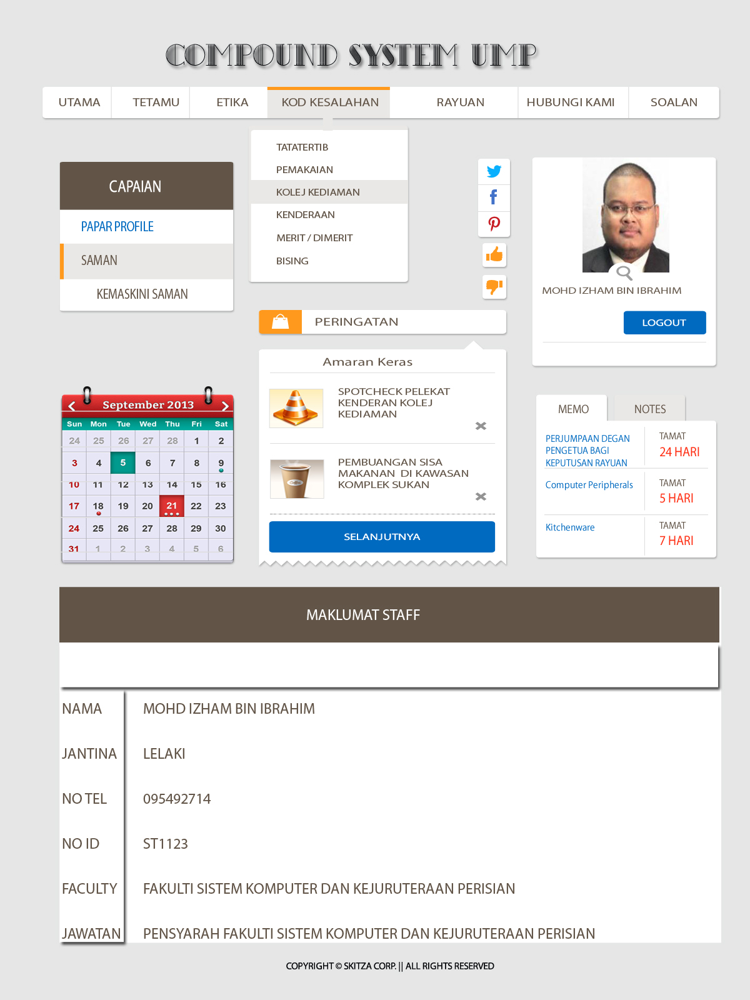 COMPOUND SYSTEM UMP
UTAMA TETAMU ETIKA KOD KESALAHAN RAYUAN HUBUNGI KAMI SOALAN
TATATERTIB
PEMAKAIAN
KOLEJ KEDIAMAN
KENDERAAN
MERIT / DIMERIT
BISING
CAPAIAN
PAPAR PROFILE
SAMAN
KEMASKINI SAMAN
MOHD IZHAM BIN IBRAHIM
LOGOUT
PERINGATAN
Amaran Keras
SPOTCHECK PELEKAT
KENDERAN KOLEJ
KEDIAMAN
PEMBUANGAN SISA
MAKANAN DI KAWASAN
KOMPLEK SUKAN
SELANJUTNYA
September 2013
Sun Mon Tue Wed Thu Fri Sat
24 25 26 27 28 1 2
3 4 5 6 7 8 9
10 11 12 13 14 15 16
17 18 19 20 21 22 23
24 25 26 27 28 29 30
31 1 2 3 4 5 6
MEMO NOTES
PERJUMPAAN DEGAN
PENGETUA BAGI
KEPUTUSAN RAYUAN
TAMAT
24 HARI
Computer Peripherals
TAMAT
5 HARI
Kitchenware
TAMAT
7 HARI
MAKLUMAT STAFF
NAMA MOHD IZHAM BIN IBRAHIM
JANTINA LELAKI
NO TEL 095492714
NO ID ST1123
FACULTY FAKULTI SISTEM KOMPUTER DAN KEJURUTERAAN PERISIAN
JAWATAN PENSYARAH FAKULTI SISTEM KOMPUTER DAN KEJURUTERAAN PERISIAN
COPYRIGHT © SKITZA CORP. || ALL RIGHTS RESERVED